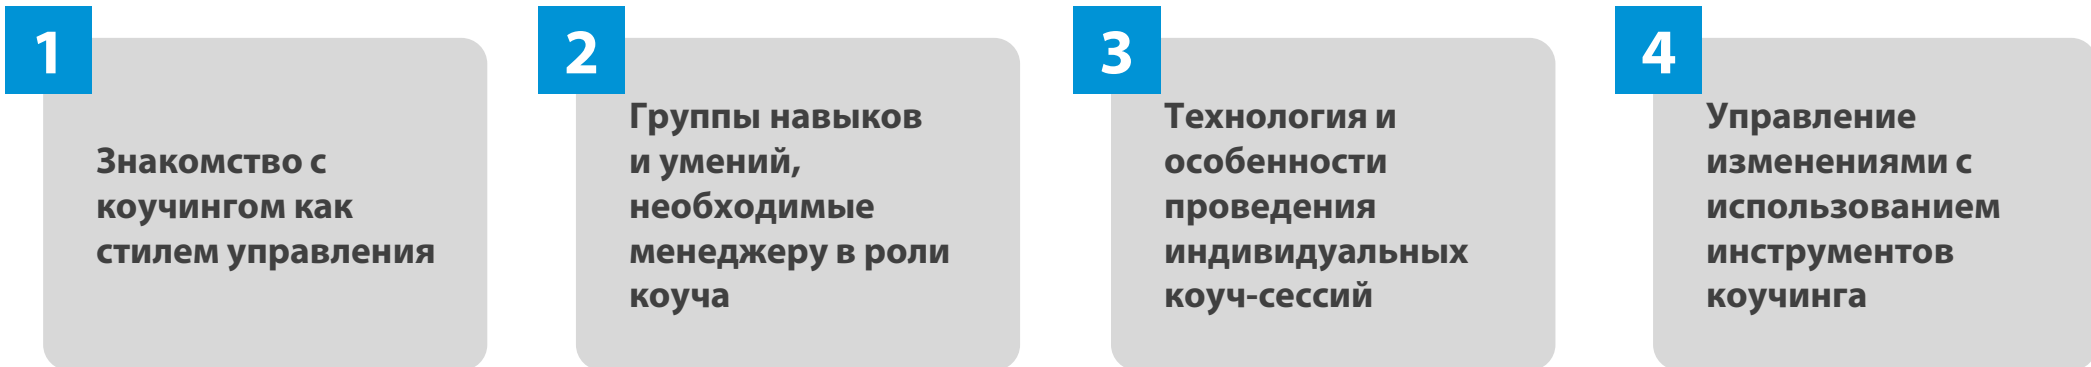 1
Знакомство с
коучингом как
стилем управления
2
Группы навыков
и умений,
необходимые
менеджеру в роли
коуча
3
Технология и
особенности
проведения
индивидуальных
коуч-сессий
4
Управление
изменениями с
использованием
инструментов
коучинга